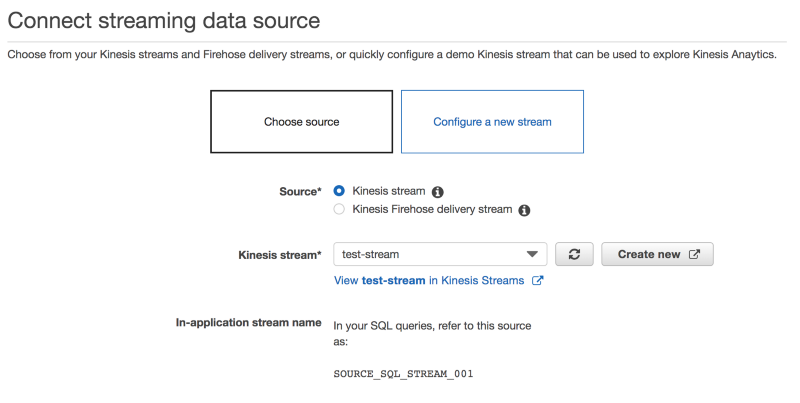 Connect streaming data source
Choose from your Kinesis streams and Firehose delivery streams, or quickly configure a demo Kinesis stream that can be used to explore Kinesis Anaytics.
Choose source
Configure a new stream
Source*
Kinesis stream
Kinesis Firehose delivery stream
Kinesis stream*
test-stream
Create new
View test-stream in Kinesis Streams
In-application stream name
In your SQL queries, refer to this source
as:
SOURCE_SQL_STREAM_001